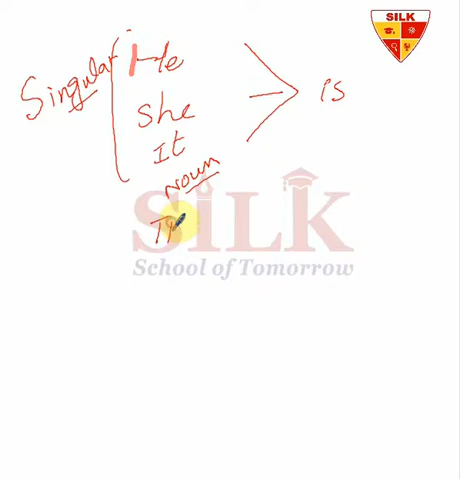 SILK
Singular
He
She
It
is
Noun
SILK
School of Tomorrow